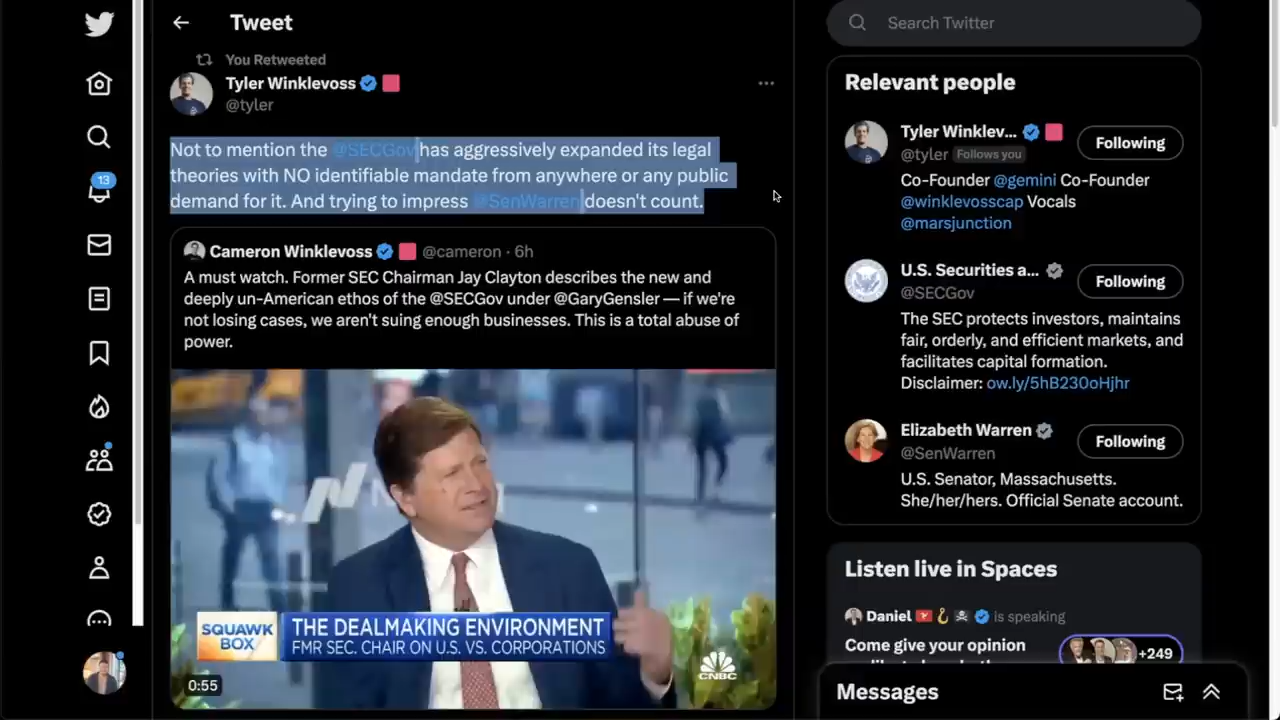 Tweet
Search Twitter
You Retweeted
Tyler Winklevoss
@tyler
Not to mention the @SECGov has aggressively expanded its legal
theories with NO identifiable mandate from anywhere or any public
demand for it. And trying to impress @SenWarren doesn't count.
Cameron Winklevoss @cameron · 6h
A must watch. Former SEC Chairman Jay Clayton describes the new and
deeply un-American ethos of the @SECGov under @GaryGensler — if we're
not losing cases, we aren't suing enough businesses. This is a total abuse of
power.
SQUAWK
BOX
THE DEALMAKING ENVIRONMENT
FMR SEC. CHAIR ON U.S. VS. CORPORATIONS
CNBC
0:55
13
Relevant people
Tyler Winklev...
@tyler Follows you
Following
Co-Founder @gemini Co-Founder
@winklevosscap Vocals
@marsjunction
U.S. Securities a...
@SECGov
Following
The SEC protects investors, maintains
fair, orderly, and efficient markets, and
facilitates capital formation.
Disclaimer: ow.ly/5hB230oHjhr
Elizabeth Warren
@SenWarren
Following
U.S. Senator, Massachusetts.
She/her/hers. Official Senate account.
Listen live in Spaces
Daniel is speaking
Come give your opinion
+249
Messages